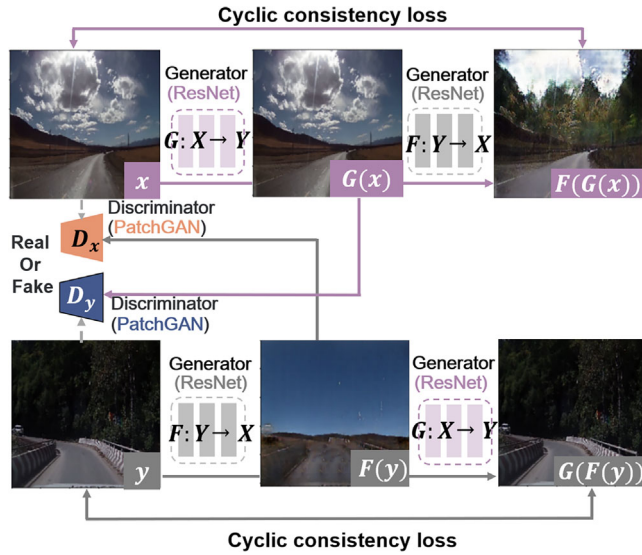 Cyclic consistency loss
Generator
(ResNet)
G: X → Y
Generator
(ResNet)
F: Y → X
x
G(x)
F(G(x))
Discriminator
(PatchGAN)
Dx
Real
Or
Fake
Dy
Discriminator
(PatchGAN)
Generator
(ResNet)
F: Y → X
Generator
(ResNet)
G: X → Y
y
F(y)
G(F(y))
Cyclic consistency loss